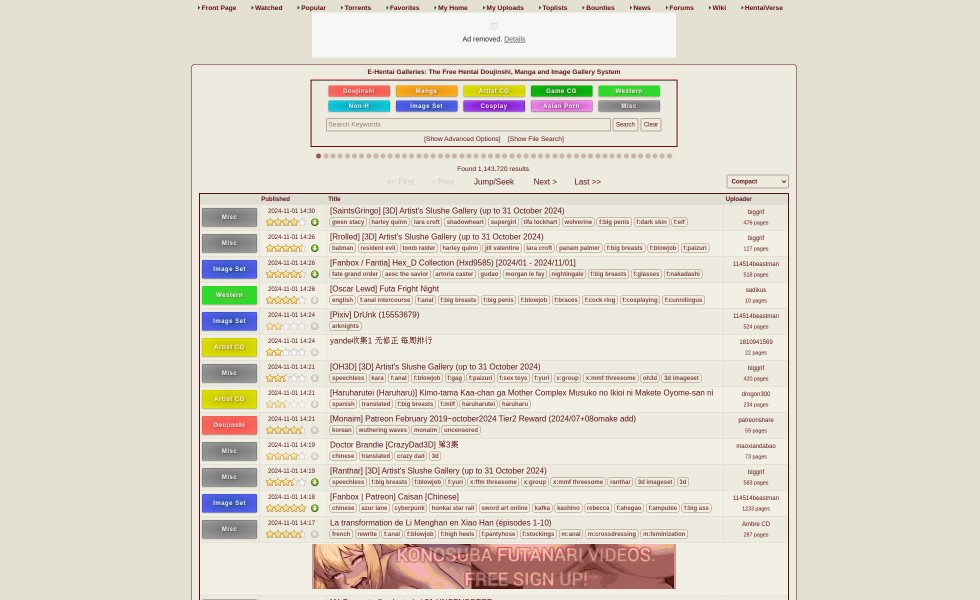 Front Page Watched Popular Torrents Favorites My Home My Uploads Toplists Bounties News Forums Wiki HentaiVerse
Ad removed. Details
E-Hentai Galleries: The Free Hentai Doujinshi, Manga and Image Gallery System
Doujinshi Manga Artist CG Game CG Western
Non-H Image Set Cosplay Asian Porn Misc
Search Keywords Search Clear
[Show Advanced Options] [Show File Search]
Found 1,143,720 results.
<< First < Prev Jump/Seek Next > Last >> Compact
Published Title Uploader
Misc 2024-11-01 14:30 [SaintsGringo] [3D] Artist's Slushe Gallery (up to 31 October 2024) biggrif
gwen stacy harley quinn lara croft shadowheart supergirl tifa lockhart wolverine f:big penis f:dark skin f:elf 476 pages
Misc 2024-11-01 14:26 [Rrolled] [3D] Artist's Slushe Gallery (up to 31 October 2024) biggrif
batman resident evil tomb raider harley quinn jill valentine lara croft panam palmer f:big breasts f:blowjob f:paizuri 127 pages
Image Set 2024-11-01 14:26 [Fanbox / Fantia] Hex_D Collection (Hxd9585) [2024/01 - 2024/11/01] 114514beastman
fate grand order aesc the savior artoria caster gudao morgan le fay nightingale f:big breasts f:glasses f:nakadashi 518 pages
Western 2024-11-01 14:26 [Oscar Lewd] Futa Fright Night sadikus
english f:anal intercourse f:anal f:big breasts f:big penis f:blowjob f:braces f:cock ring f:cosplaying f:cunnilingus 10 pages
Image Set 2024-11-01 14:24 [Pixiv] DrUnk (15553679) 114514beastman
arknights 524 pages
Artist CG 2024-11-01 14:24 yande收集1 无修正 每周排行 1810941569
22 pages
Misc 2024-11-01 14:21 [OH3D] [3D] Artist's Slushe Gallery (up to 31 October 2024) biggrif
speechless kara f:anal f:blowjob f:gag f:paizuri f:sex toys f:yuri x:group x:mmf threesome oh3d 3d imageset 420 pages
Artist CG 2024-11-01 14:21 [Haruharutei (Haruharu)] Kimo-tama Kaa-chan ga Mother Complex Musuko no Ikioi ni Makete Oyome-san ni drogon300
spanish translated f:big breasts f:milf haruharutei haruharu 234 pages
Doujinshi 2024-11-01 14:21 [Monaim] Patreon February 2019~october2024 Tier2 Reward (2024/07+08omake add) patreonshare
korean wuthering waves monaim uncensored 59 pages
Misc 2024-11-01 14:19 Doctor Brandie [CrazyDad3D] 第3集 maoxiandabao
chinese translated crazy dad 3d 73 pages
Misc 2024-11-01 14:19 [Ranthar] [3D] Artist's Slushe Gallery (up to 31 October 2024) biggrif
speechless f:big breasts f:blowjob f:yuri x:ffm threesome x:group x:mmf threesome ranthar 3d imageset 3d 583 pages
Image Set 2024-11-01 14:18 [Fanbox | Patreon] Caisan [Chinese] 114514beastman
chinese azur lane cyberpunk honkai star rail sword art online kafka kashino rebecca f:ahegao f:amputee f:big ass 1233 pages
Misc 2024-11-01 14:17 La transformation de Li Menghan en Xiao Han (épisodes 1-10) Ambre CD
french rewrite f:anal f:blowjob f:high heels f:pantyhose f:stockings m:anal m:crossdressing m:feminization 287 pages
KONOSUBA FUTANARI VIDEOS.
FREE SIGN UP!